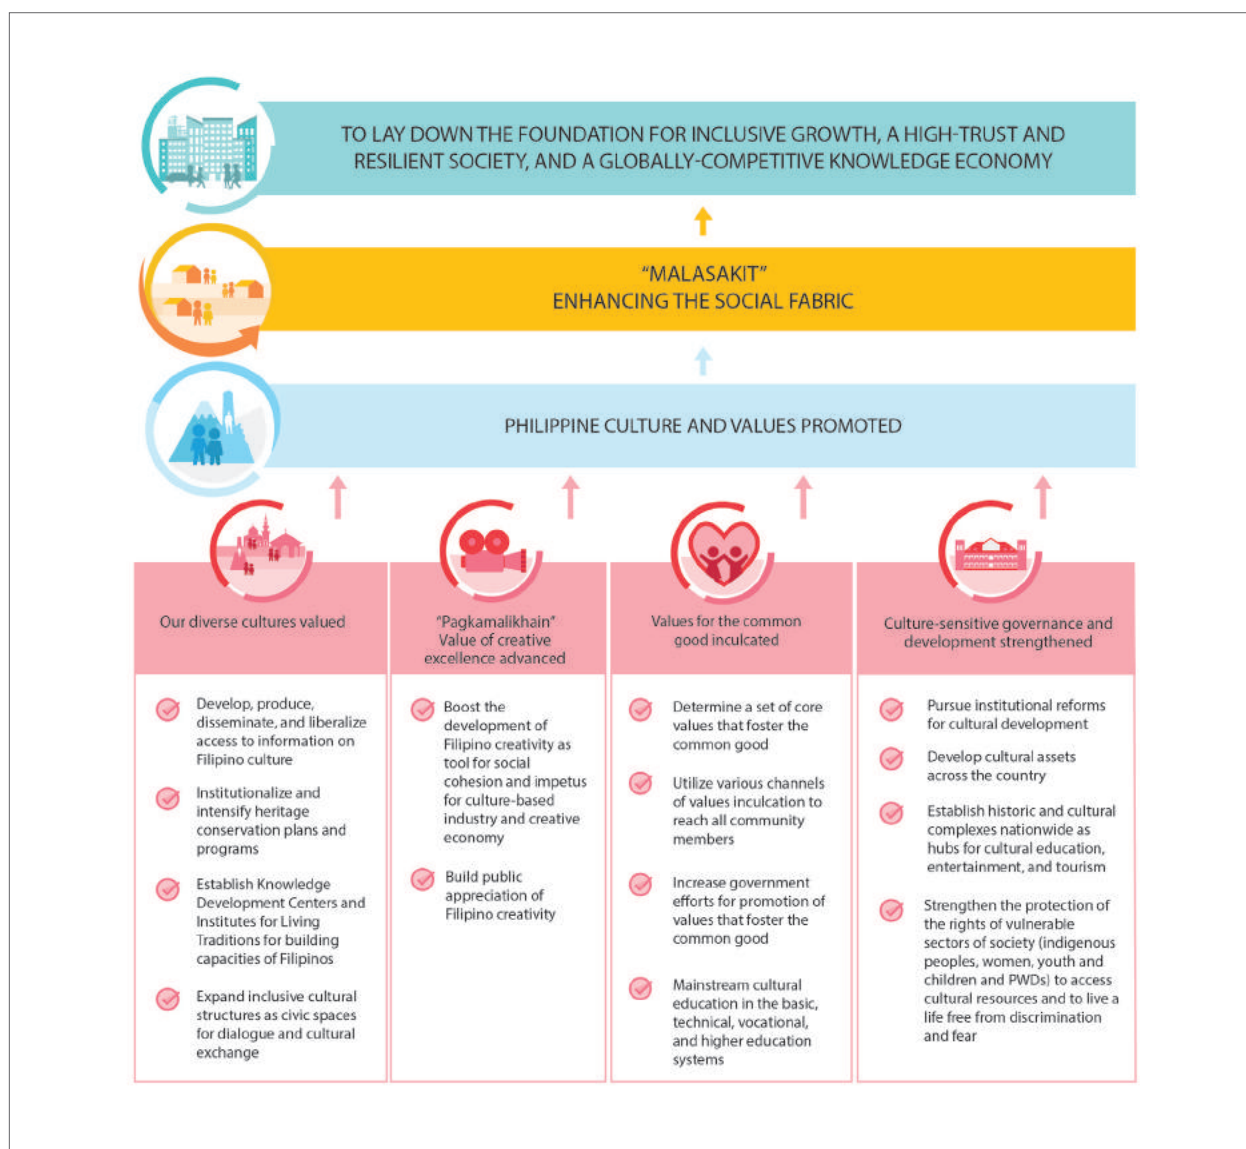 TO LAY DOWN THE FOUNDATION FOR INCLUSIVE GROWTH, A HIGH-TRUST AND
RESILIENT SOCIETY, AND A GLOBALLY-COMPETITIVE KNOWLEDGE ECONOMY
“MALASAKIT”
ENHANCING THE SOCIAL FABRIC
PHILIPPINE CULTURE AND VALUES PROMOTED
Our diverse cultures valued
Develop, produce,
disseminate, and liberalize
access to information on
Filipino culture
Institutionalize and
intensify heritage
conservation plans and
programs
Establish Knowledge
Development Centers and
Institutes for Living
Traditions for building
capacities of Filipinos
Expand inclusive cultural
structures as civic spaces
for dialogue and cultural
exchange
“Pagkamalikhain”
Value of creative
excellence advanced
Boost the
development of
Filipino creativity as
tool for social
cohesion and impetus
for culture-based
industry and creative
economy
Build public
appreciation of
Filipino creativity
Values for the common
good inculcated
Determine a set of core
values that foster the
common good
Utilize various channels
of values inculcation to
reach all community
members
Increase government
efforts for promotion of
values that foster the
common good
Mainstream cultural
education in the basic,
technical, vocational,
and higher education
systems
Culture-sensitive governance and
development strengthened
Pursue institutional reforms
for cultural development
Develop cultural assets
across the country
Establish historic and cultural
complexes nationwide as
hubs for cultural education,
entertainment, and tourism
Strengthen the protection of
the rights of vulnerable
sectors of society (indigenous
peoples, women, youth and
children and PWDs) to access
cultural resources and to live a
life free from discrimination
and fear